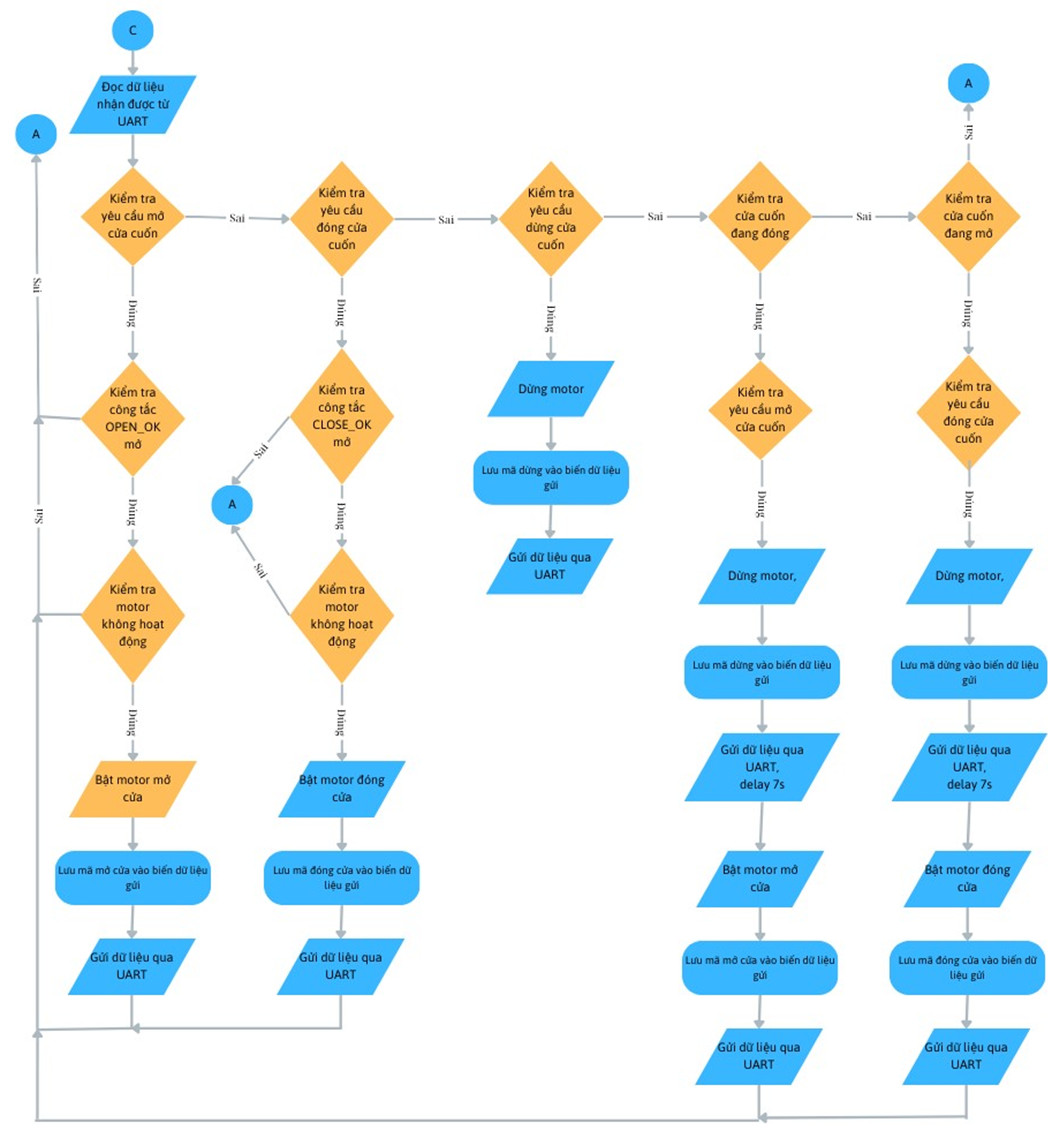 C
Đọc dữ liệu
nhận được từ
UART
A
A
Sai
Kiểm tra
yêu cầu mở
cửa cuốn
Sai
Kiểm tra
yêu cầu
đóng cửa
cuốn
Sai
Kiểm tra
yêu cầu
dừng cửa
cuốn
Sai
Kiểm tra
cửa cuốn
đang đóng
Sai
Kiểm tra
cửa cuốn
đang mở
Sai
Đúng
Đúng
Đúng
Đúng
Đúng
Kiểm tra
công tắc
OPEN_OK
mở
Kiểm tra
công tắc
CLOSE_OK
mở
Dừng motor
Kiểm tra
yêu cầu mở
cửa cuốn
Kiểm tra
yêu cầu
đóng cửa
cuốn
Sai
Sai
A
Sai
Đúng
Đúng
Lưu mã dừng vào biến dữ liệu
gửi
Đúng
Đúng
Gửi dữ liệu qua
UART
Kiểm tra
motor
không hoạt
động
Kiểm tra
motor
không hoạt
động
Dừng motor,
Dừng motor,
Lưu mã dừng vào biến dữ liệu
gửi
Lưu mã dừng vào biến dữ liệu
gửi
Đúng
Đúng
Bật motor mở
cửa
Bật motor đóng
cửa
Gửi dữ liệu qua
UART,
delay 7s
Gửi dữ liệu qua
UART,
delay 7s
Lưu mã mở cửa vào biến dữ liệu
gửi
Lưu mã đóng cửa vào biến dữ
liệu gửi
Bật motor mở
cửa
Bật motor đóng
cửa
Gửi dữ liệu qua
UART
Gửi dữ liệu qua
UART
Lưu mã mở cửa vào biến dữ liệu
gửi
Lưu mã đóng cửa vào biến dữ
liệu gửi
Gửi dữ liệu qua
UART
Gửi dữ liệu qua
UART